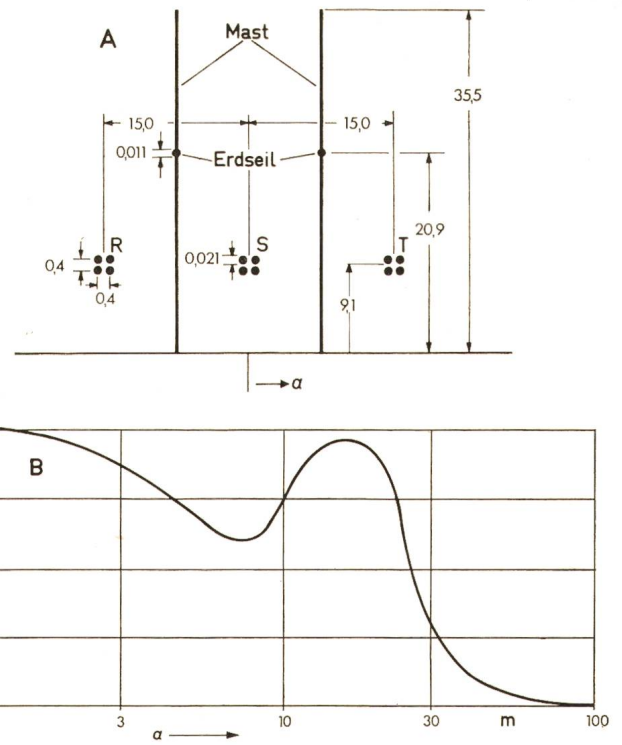 A
Mast
35,5
15,0
15,0
0,011
Erdseil
20,9
R
S
T
0,4
0,021
0,4
9,1
a
B
3
10
30
m
100
a